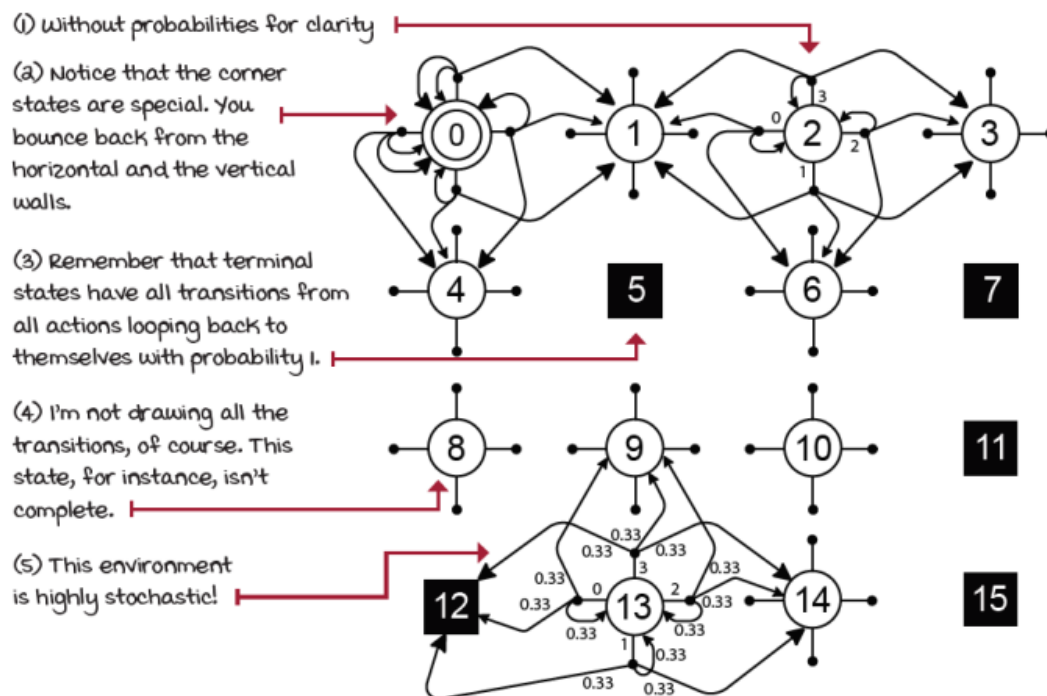 (1) Without probabilities for clarity
(2) Notice that the corner
states are special. You
bounce back from the
horizontal and the vertical
walls.
0
1
0
3
2
2
1
3
(3) Remember that terminal
states have all transitions from
all actions looping back to
themselves with probability 1.
4
5
6
7
(4) I'm not drawing all the
transitions, of course. This
state, for instance, isn't
complete.
8
9
10
11
(5) This environment
is highly stochastic!
0.33
0.33
0.33
0.33
3
0.33
12
0
13
2
0.33
14
15
0.33
0.33
1
0.33
0.33
0.33
0.33